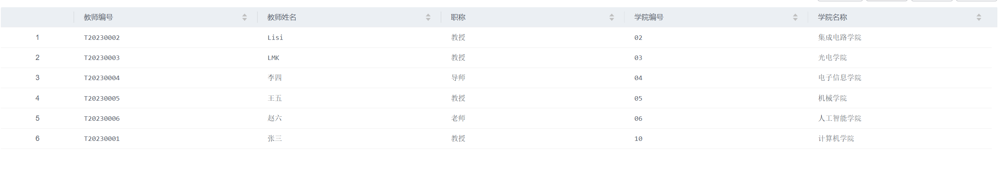 教师编号 教师姓名 职称 学院编号 学院名称
1 T20230002 Lisi 教授 02 集成电路学院
2 T20230003 LMK 教授 03 光电学院
3 T20230004 李四 导师 04 电子信息学院
4 T20230005 王五 教授 05 机械学院
5 T20230006 赵六 老师 06 人工智能学院
6 T20230001 张三 教授 10 计算机学院